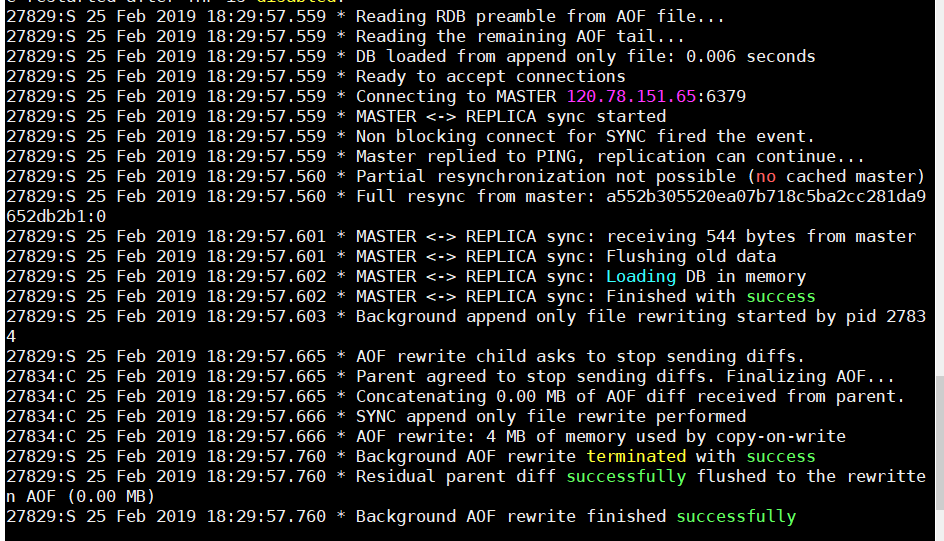 27829:S 25 Feb 2019 18:29:57.559 * Reading RDB preamble from AOF file...
27829:S 25 Feb 2019 18:29:57.559 * Reading the remaining AOF tail...
27829:S 25 Feb 2019 18:29:57.559 * DB loaded from append only file: 0.006 seconds
27829:S 25 Feb 2019 18:29:57.559 * Ready to accept connections
27829:S 25 Feb 2019 18:29:57.559 * Connecting to MASTER 120.78.151.65:6379
27829:S 25 Feb 2019 18:29:57.559 * MASTER <-> REPLICA sync started
27829:S 25 Feb 2019 18:29:57.559 * Non blocking connect for SYNC fired the event.
27829:S 25 Feb 2019 18:29:57.559 * Master replied to PING, replication can continue...
27829:S 25 Feb 2019 18:29:57.560 * Partial resynchronization not possible (no cached master)
27829:S 25 Feb 2019 18:29:57.560 * Full resync from master: a552b305520ea07b718c5ba2cc281da9
652db2b1:0
27829:S 25 Feb 2019 18:29:57.601 * MASTER <-> REPLICA sync: receiving 544 bytes from master
27829:S 25 Feb 2019 18:29:57.601 * MASTER <-> REPLICA sync: Flushing old data
27829:S 25 Feb 2019 18:29:57.602 * MASTER <-> REPLICA sync: Loading DB in memory
27829:S 25 Feb 2019 18:29:57.602 * MASTER <-> REPLICA sync: Finished with success
27829:S 25 Feb 2019 18:29:57.603 * Background append only file rewriting started by pid 2783
4
27829:S 25 Feb 2019 18:29:57.665 * AOF rewrite child asks to stop sending diffs.
27834:C 25 Feb 2019 18:29:57.665 * Parent agreed to stop sending diffs. Finalizing AOF...
27834:C 25 Feb 2019 18:29:57.665 * Concatenating 0.00 MB of AOF diff received from parent.
27834:C 25 Feb 2019 18:29:57.666 * SYNC append only file rewrite performed
27834:C 25 Feb 2019 18:29:57.666 * AOF rewrite: 4 MB of memory used by copy-on-write
27829:S 25 Feb 2019 18:29:57.760 * Background AOF rewrite terminated with success
27829:S 25 Feb 2019 18:29:57.760 * Residual parent diff successfully flushed to the rewritte
n AOF (0.00 MB)
27829:S 25 Feb 2019 18:29:57.760 * Background AOF rewrite finished successfully